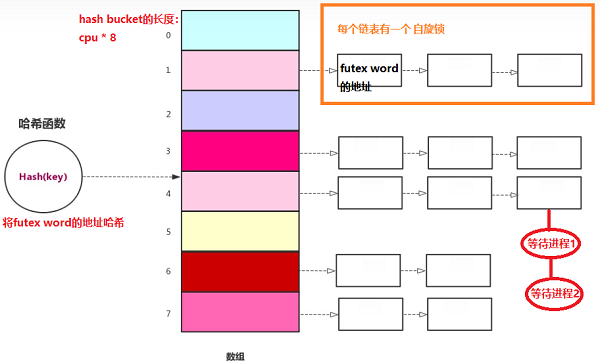 hash bucket的长度:
cpu * 8
每个链表有一个 自旋锁
futex word
的地址
哈希函数
Hash(key)
将futex word的地址哈希
0
1
2
3
4
5
6
7
等待进程1
等待进程2
数组